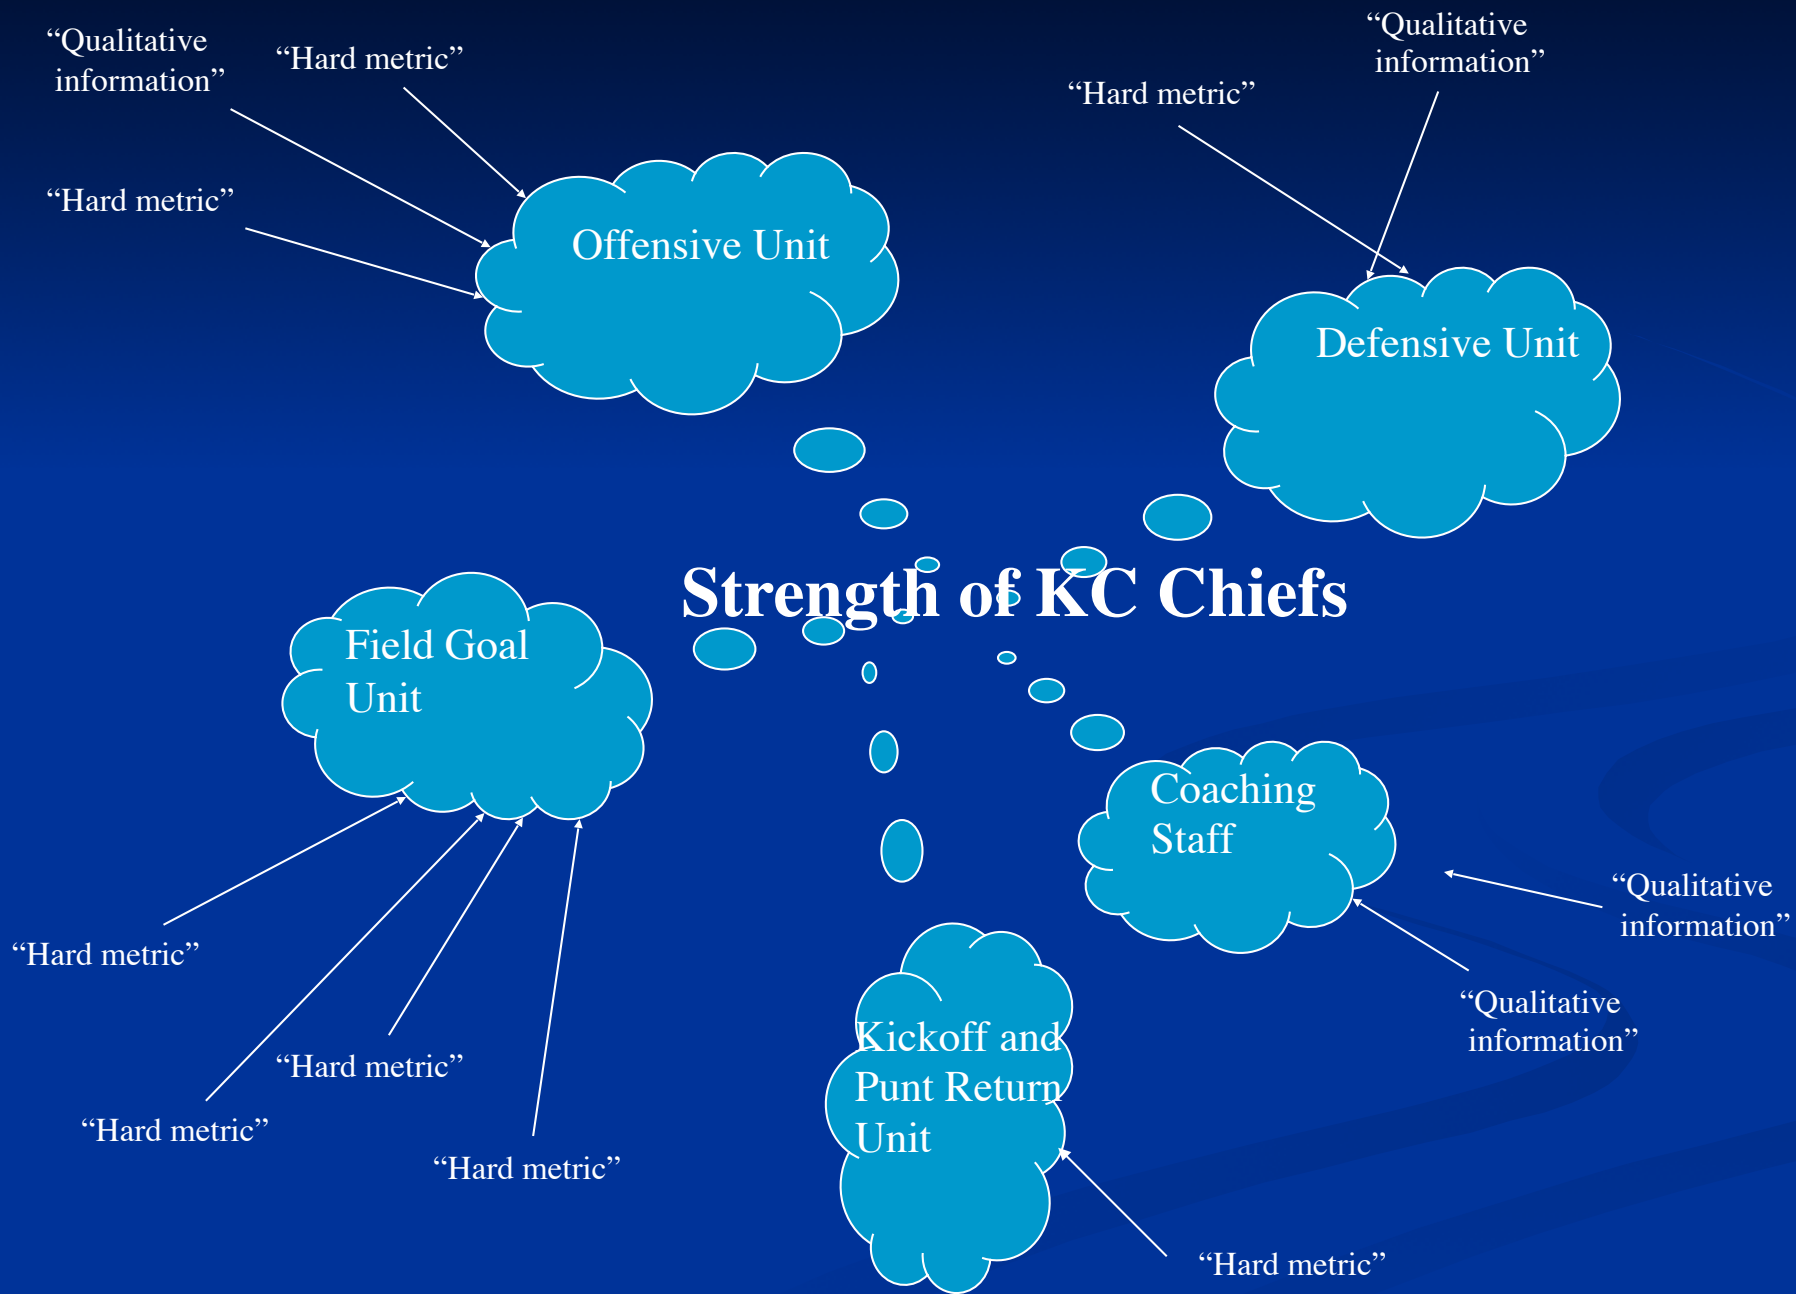 “Qualitative
information”
“Hard metric”
“Hard metric”
Offensive Unit
“Qualitative
information”
“Hard metric”
Defensive Unit
Strength of KC Chiefs
Field Goal
Unit
“Hard metric”
“Hard metric”
“Hard metric”
“Hard metric”
Coaching
Staff
“Qualitative
information”
“Qualitative
information”
Kickoff and
Punt Return
Unit
“Hard metric”